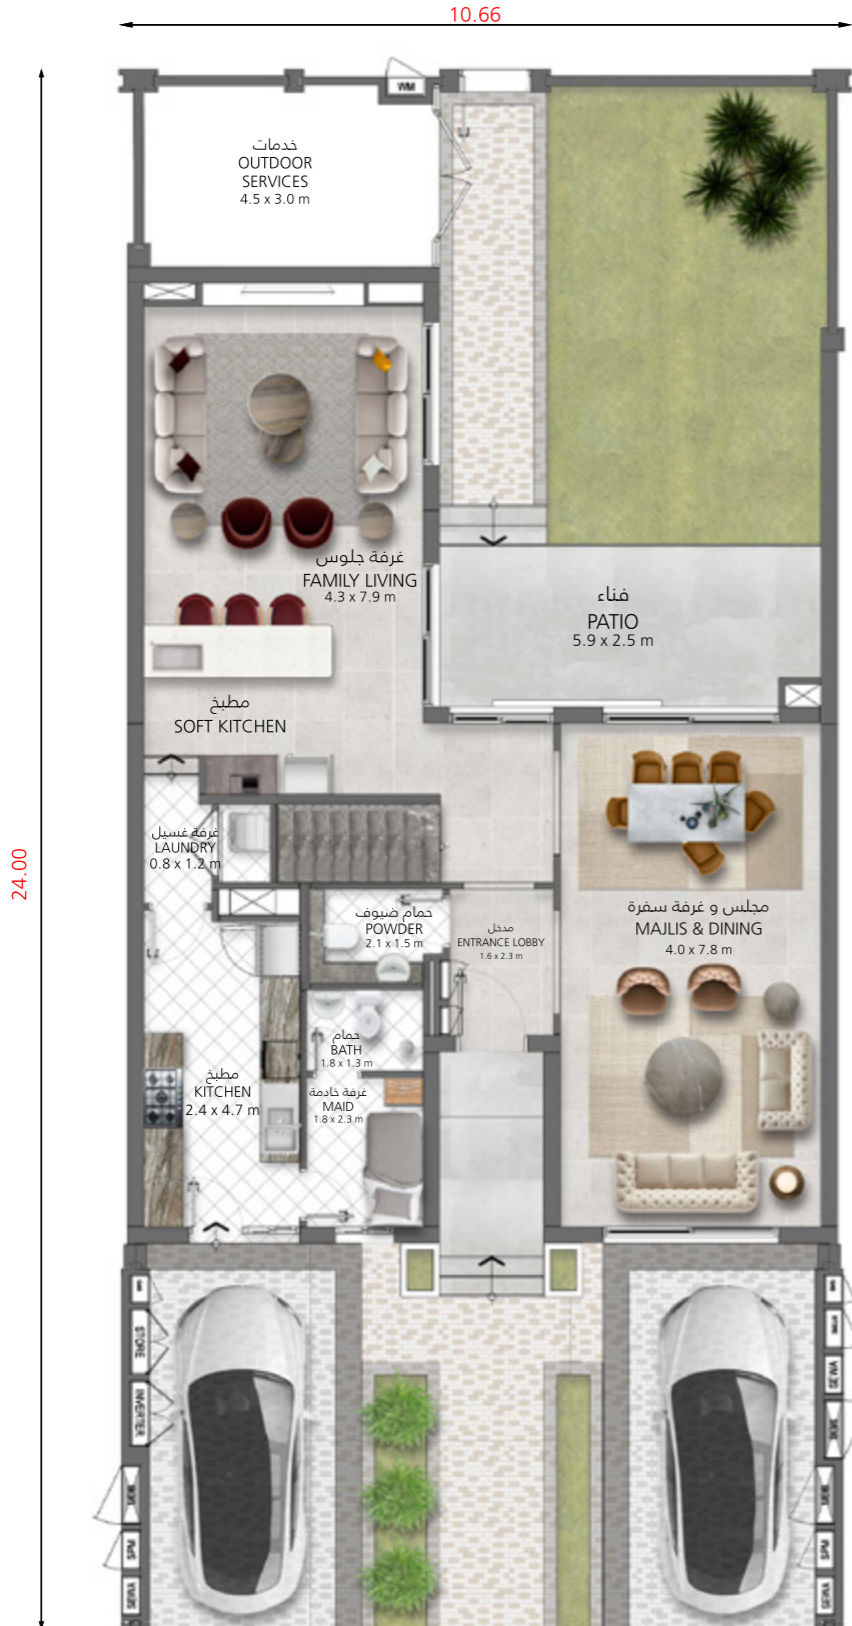 10.66
WM
خدمات
OUTDOOR
SERVICES
4.5 x 3.0 m
غرفة جلوس
FAMILY LIVING
4.3 x 7.9 m
فناء
PATIO
5.9 x 2.5 m
مطبخ
SOFT KITCHEN
غرفة غسيل
LAUNDRY
0.8 x 1.2 m
24.00
حمام ضيوف
POWDER
2.1 x 1.5 m
مدخل
ENTRANCE LOBBY
1.6 x 2.3 m
مجلس و غرفة سفرة
MAJLIS & DINING
4.0 x 7.8 m
حمام
BATH
1.8 x 1.3 m
مطبخ
KITCHEN
2.4 x 4.7 m
غرفة خادمة
MAID
1.8 x 2.3 m
STORE
INVERTER
SPM
SEWA
SEWA
SPM
SEWA